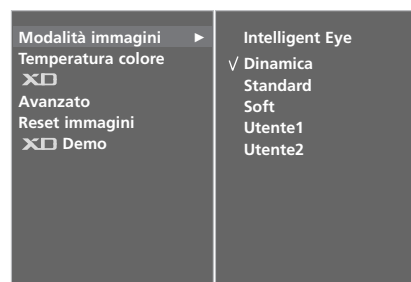 Modalità immagini ►
Temperatura colore
XD
Avanzato
Reset immagini
XD Demo
Intelligent Eye
√ Dinamica
Standard
Soft
Utente1
Utente2